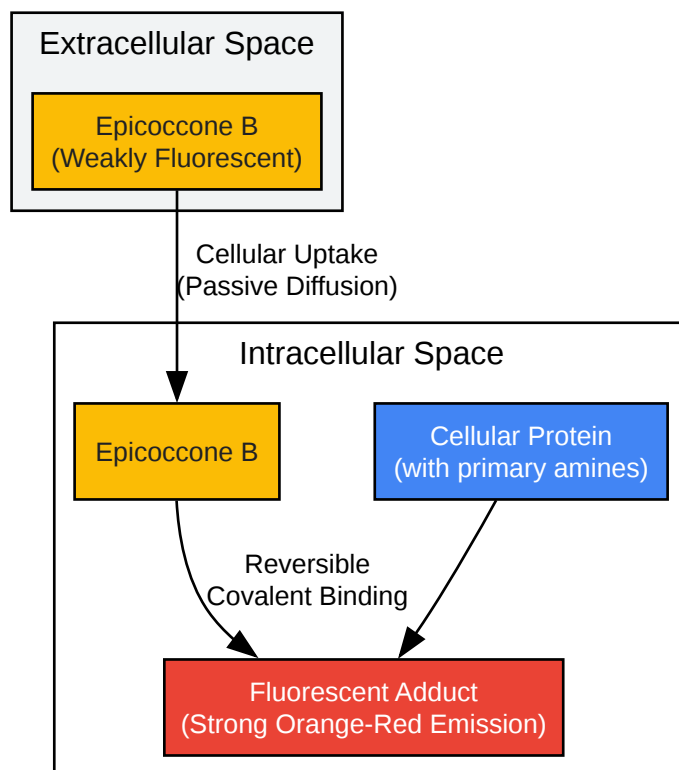 Extracellular Space
Epicoccone B
(Weakly Fluorescent)
Cellular Uptake
(Passive Diffusion)
Intracellular Space
Epicoccone B
Cellular Protein
(with primary amines)
Reversible
Covalent Binding
Fluorescent Adduct
(Strong Orange-Red Emission)